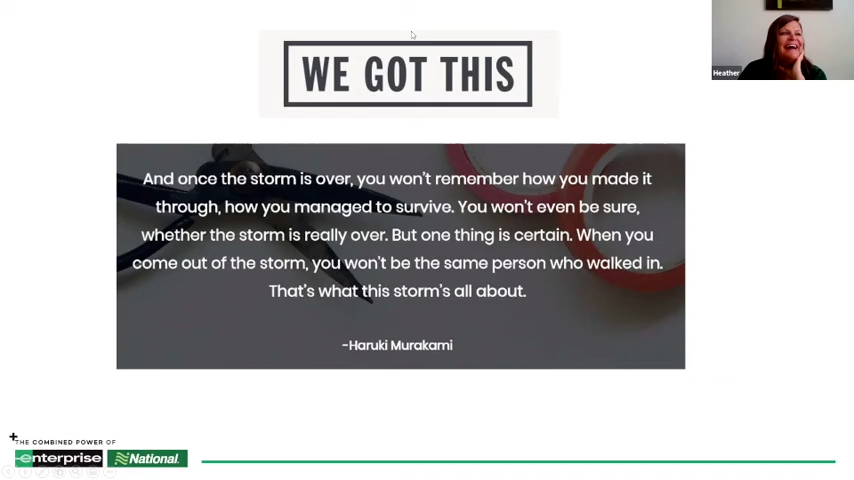 WE GOT THIS
Heather
And once the storm is over, you won't remember how you made it
through, how you managed to survive. You won't even be sure,
whether the storm is really over. But one thing is certain. When you
come out of the storm, you won't be the same person who walked in.
That's what this storm's all about.
-Haruki Murakami
THE COMBINED POWER OF
enterprise National.